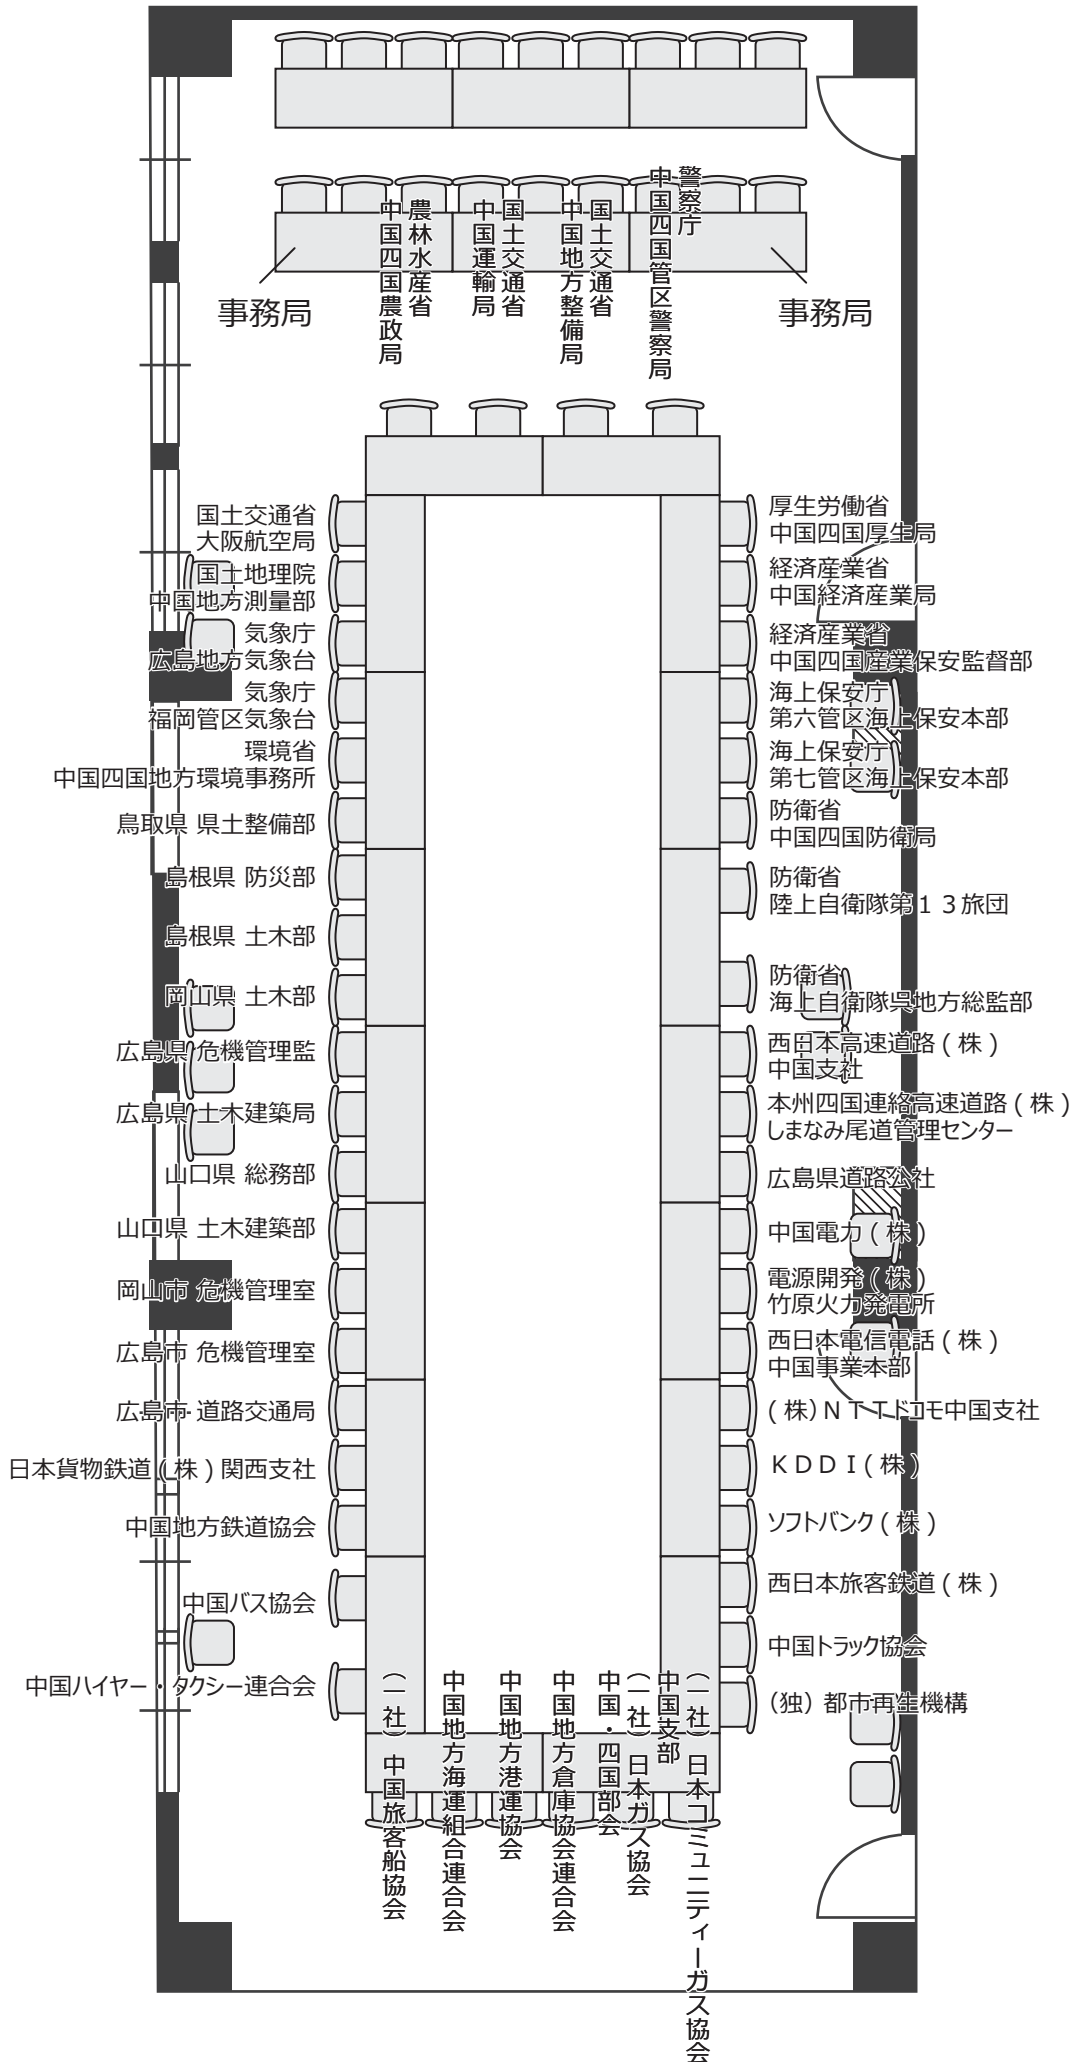 警察庁
中国四国管区警察局
国土交通省
中国地方整備局
国土交通省
中国運輸局
農林水産省
中国四国農政局
事務局
事務局
国土交通省
大阪航空局
国土地理院
中国地方測量部
気象庁
広島地方気象台
気象庁
福岡管区気象台
環境省
中国四国地方環境事務所
鳥取県 県土整備部
島根県 防災部
島根県 土木部
岡山県 土木部
広島県 危機管理監
広島県 土木建築局
山口県 総務部
山口県 土木建築部
岡山市 危機管理室
広島市 危機管理室
広島市 道路交通局
日本貨物鉄道(株)関西支社
中国地方鉄道協会
中国バス協会
中国ハイヤー・タクシー連合会
厚生労働省
中国四国厚生局
経済産業省
中国経済産業局
経済産業省
中国四国産業保安監督部
海上保安庁
第六管区海上保安本部
海上保安庁
第七管区海上保安本部
防衛省
中国四国防衛局
防衛省
陸上自衛隊第13旅団
防衛省
海上自衛隊呉地方総監部
西日本高速道路(株)
中国支社
本州四国連絡高速道路(株)
しまなみ尾道管理センター
広島県道路公社
中国電力(株)
電源開発(株)
竹原火力発電所
西日本電信電話(株)
中国事業本部
(株)NTTドコモ中国支社
KDDI(株)
ソフトバンク(株)
西日本旅客鉄道(株)
中国トラック協会
(独) 都市再生機構
(一社)日本コミュニティーガス協会
中国支部
(一社)日本ガス協会
中国・四国部会
中国地方倉庫協会連合会
中国地方港運協会
中国地方海運組合連合会
(一社)中国旅客船協会